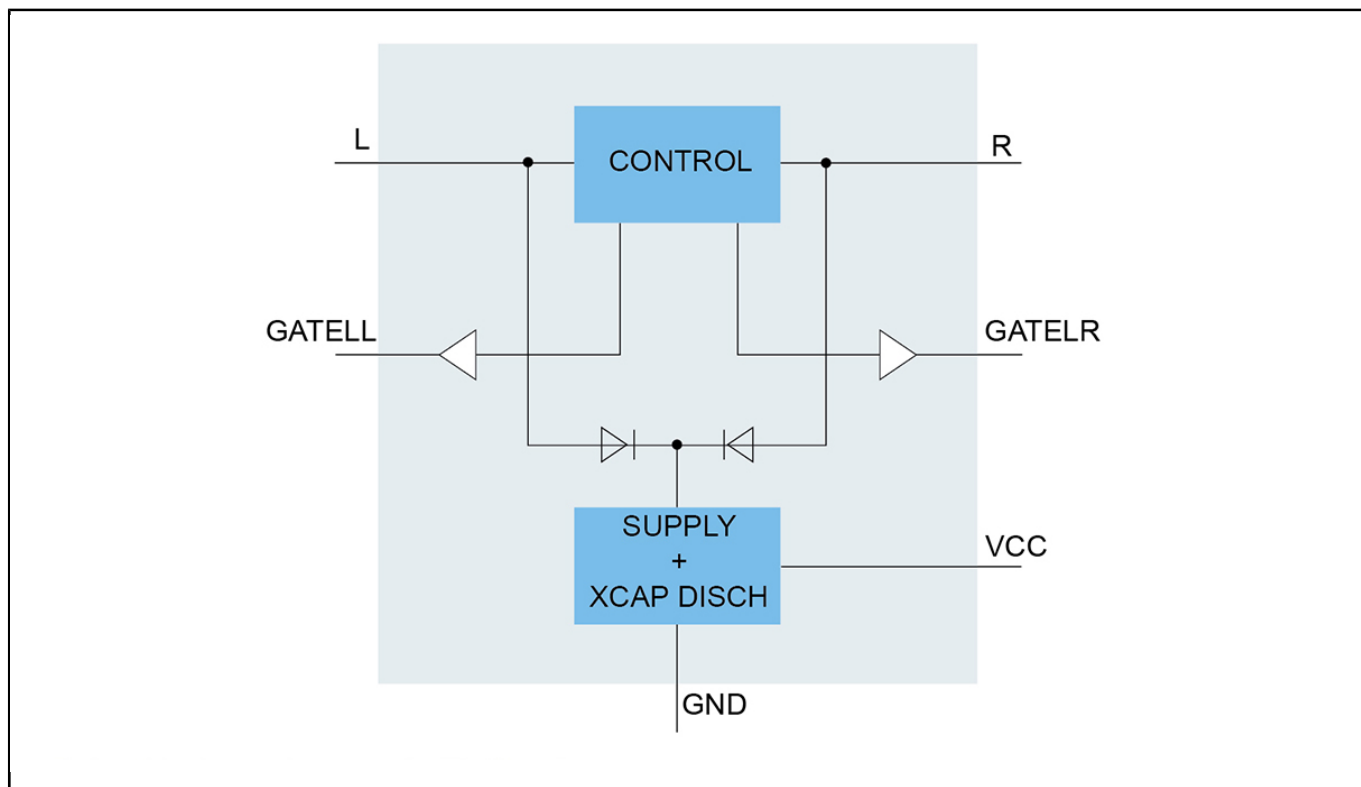 L
CONTROL
R
GATELL
GATELR
SUPPLY
+
XCAP DISCH
VCC
GND